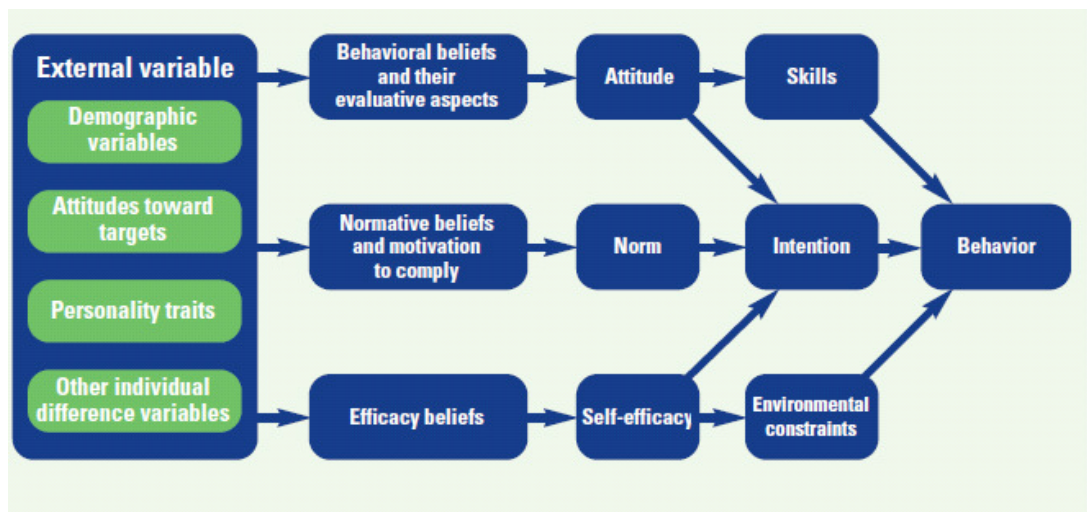 External variable
Demographic
variables
Attitudes toward
targets
Personality traits
Other individual
difference variables
Behavioral beliefs
and their
evaluative aspects
Attitude
Skills
Normative beliefs
and motivation
to comply
Norm
Intention
Behavior
Efficacy beliefs
Self-efficacy
Environmental
constraints